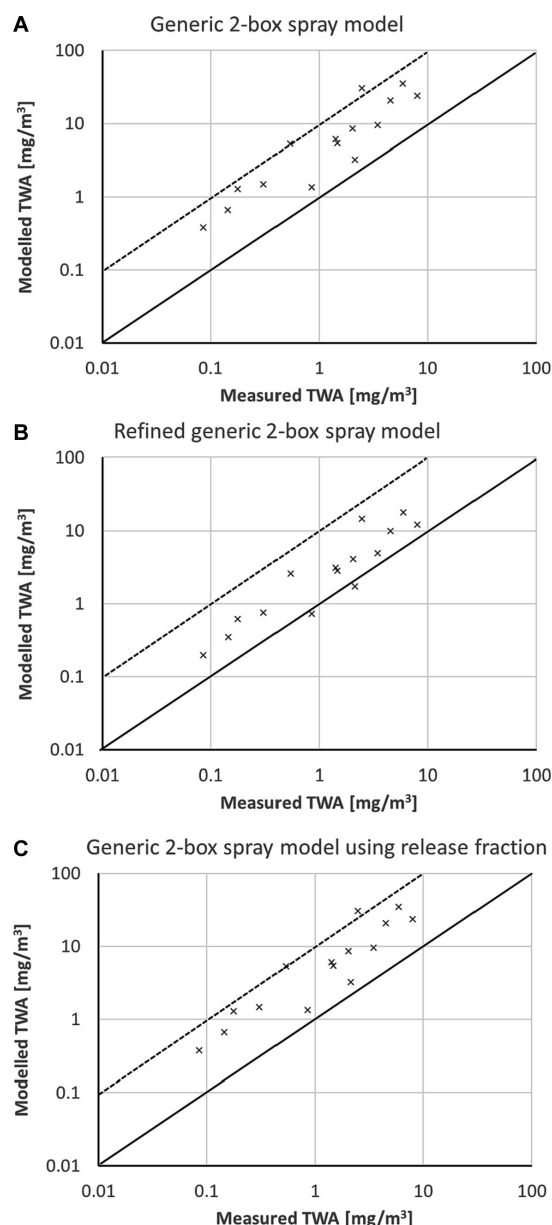 A
Generic 2-box spray model
Modelled TWA [mg/m³]
100
10
1
0.1
0.01
0.01 0.1 1 10 100
Measured TWA [mg/m³]
B
Refined generic 2-box spray model
Modelled TWA [mg/m³]
100
10
1
0.1
0.01
0.01 0.1 1 10 100
Measured TWA [mg/m³]
C
Generic 2-box spray model using release fraction
Modelled TWA [mg/m³]
100
10
1
0.1
0.01
0.01 0.1 1 10 100
Measured TWA [mg/m³]